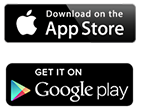 Download on the
App Store
GET IT ON
Google play